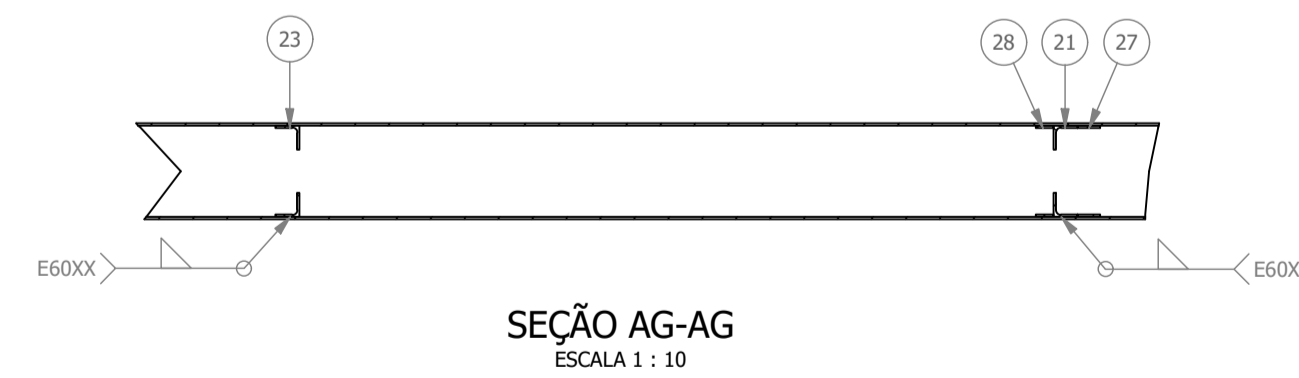 23
28 21 27
E60XX
E60X
SEÇÃO AG-AG
ESCALA 1 : 10